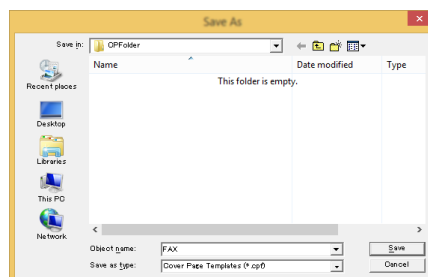 Save As
Save in: OPFolder
Name Date modified Type
This folder is empty.
Recent places
Desktop
Libraries
This PC
Network
Object name: FAX Save
Save as type: Cover Page Templates (*.cpf) Cancel